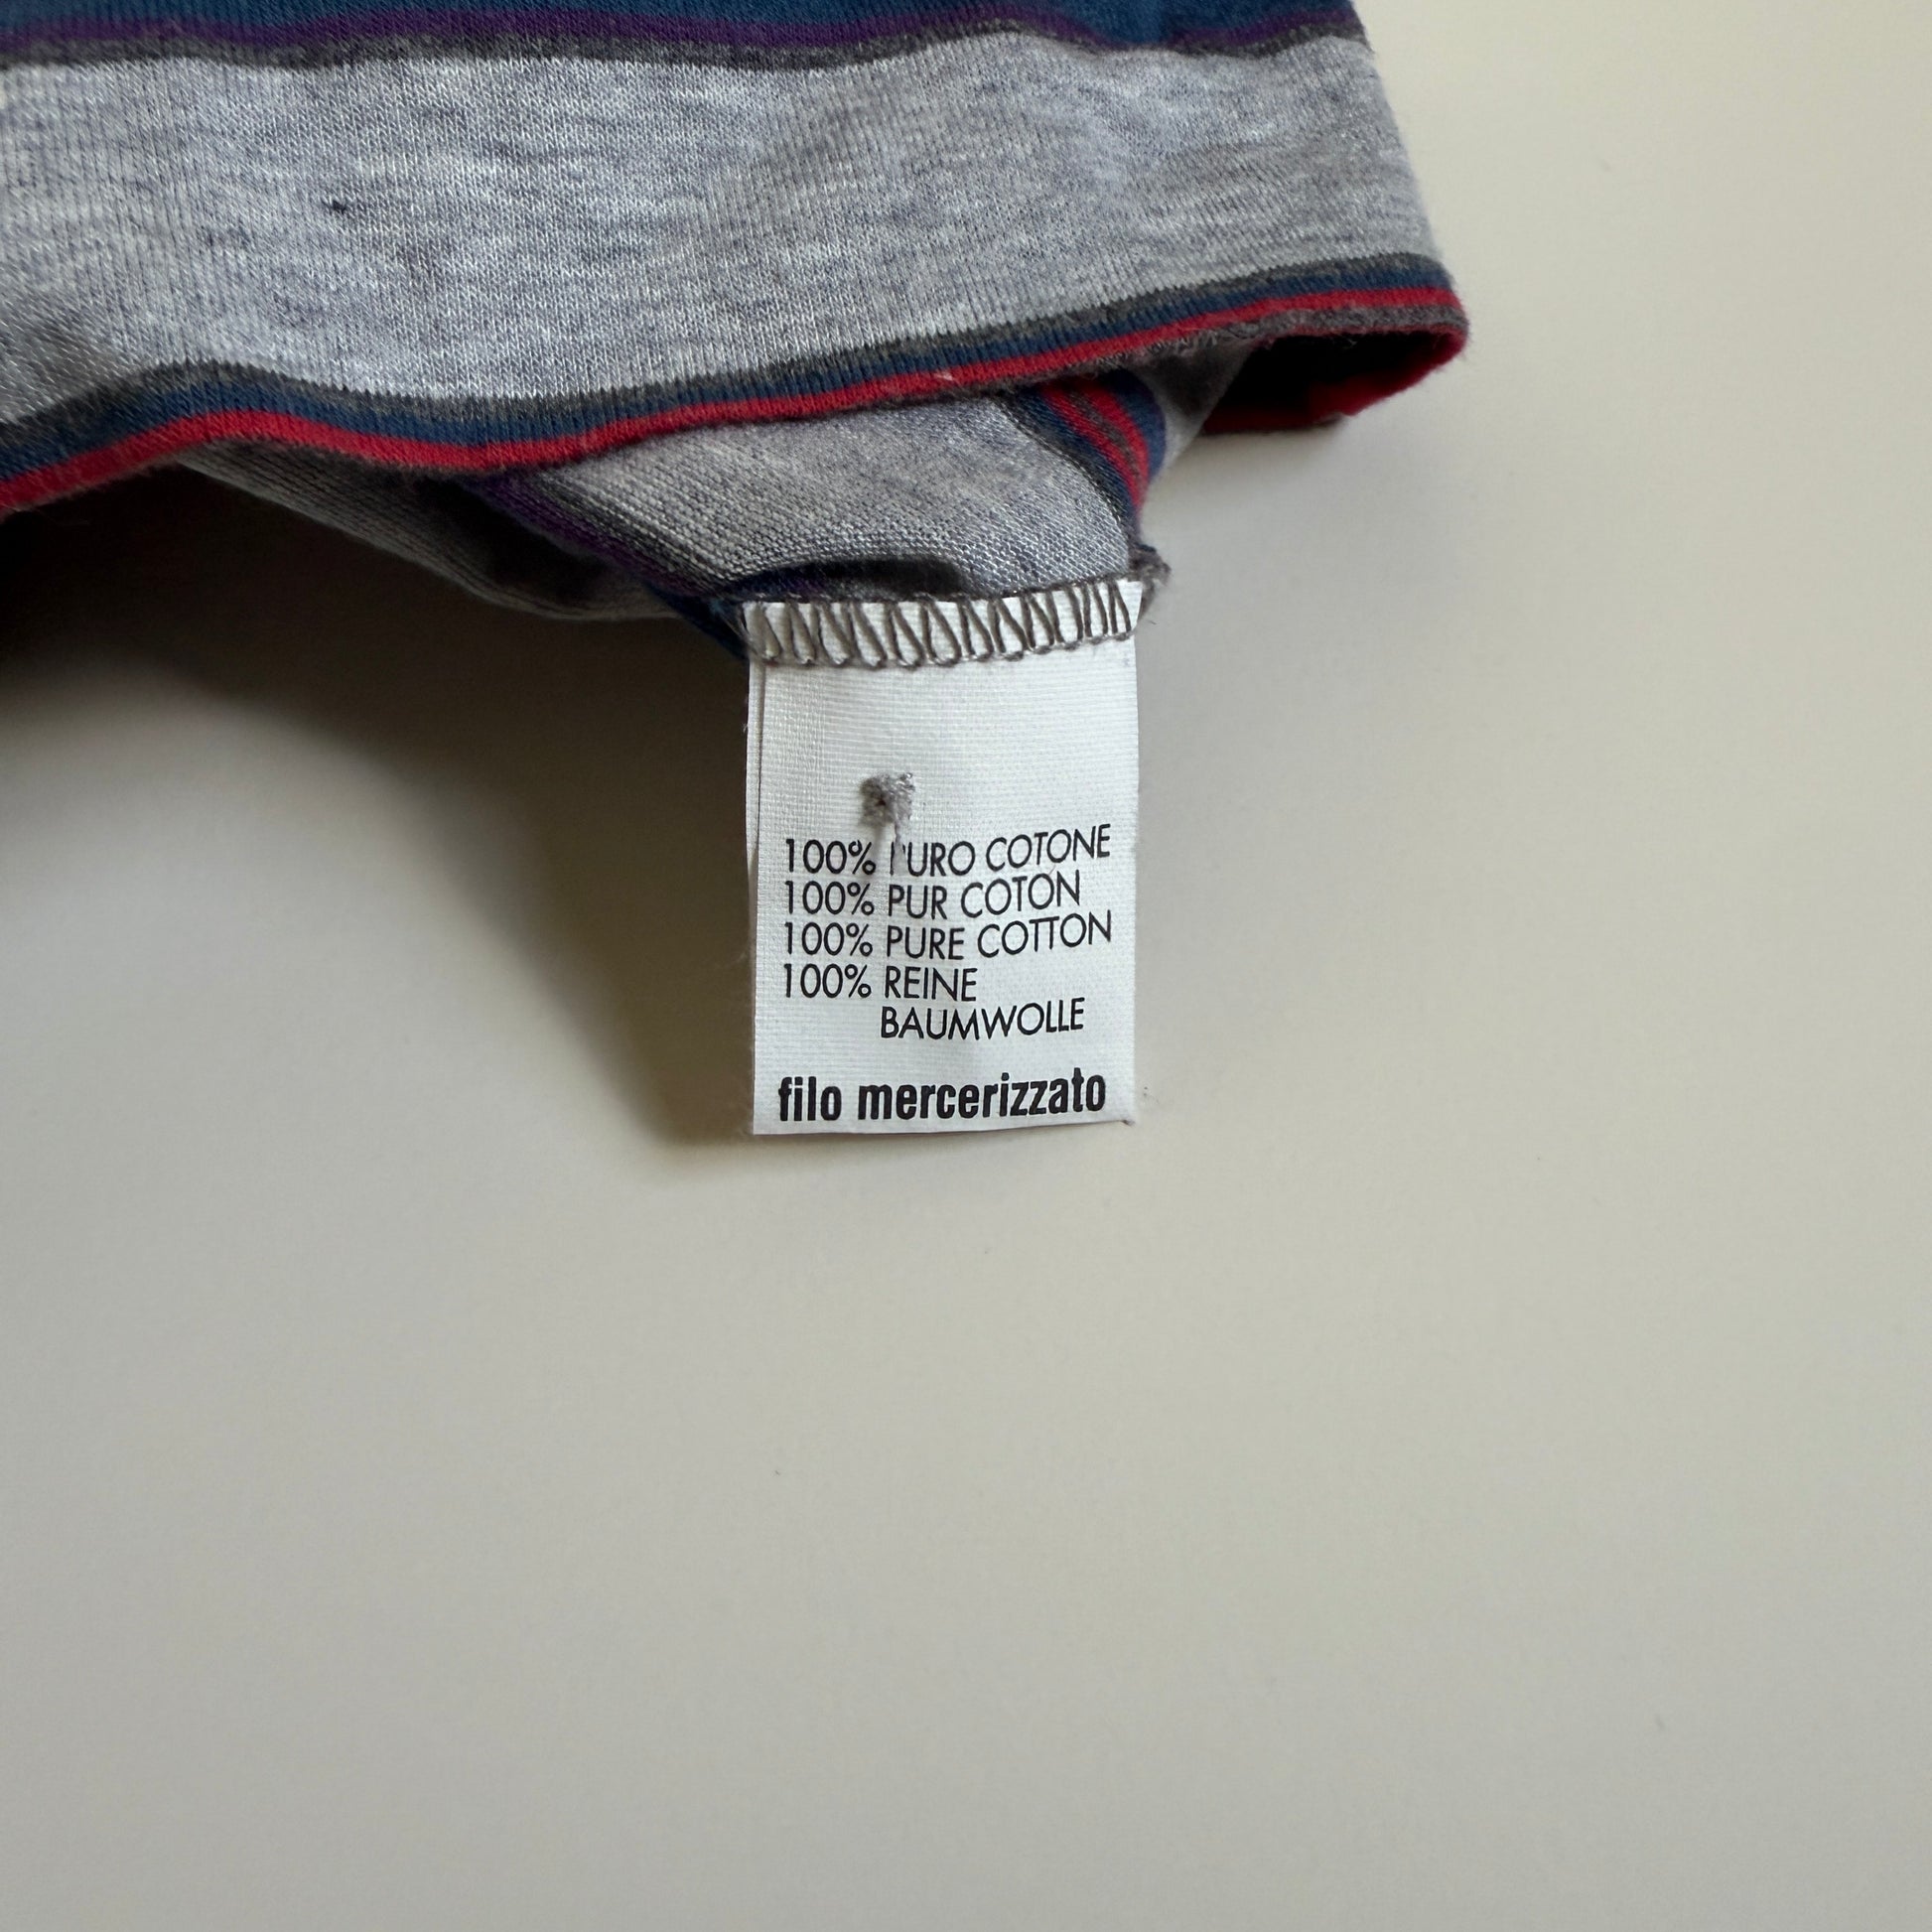 100% PURO COTONE
100% PUR COTON
100% PURE COTTON
100% REINE
BAUMWOLLE
filo mercerizzato